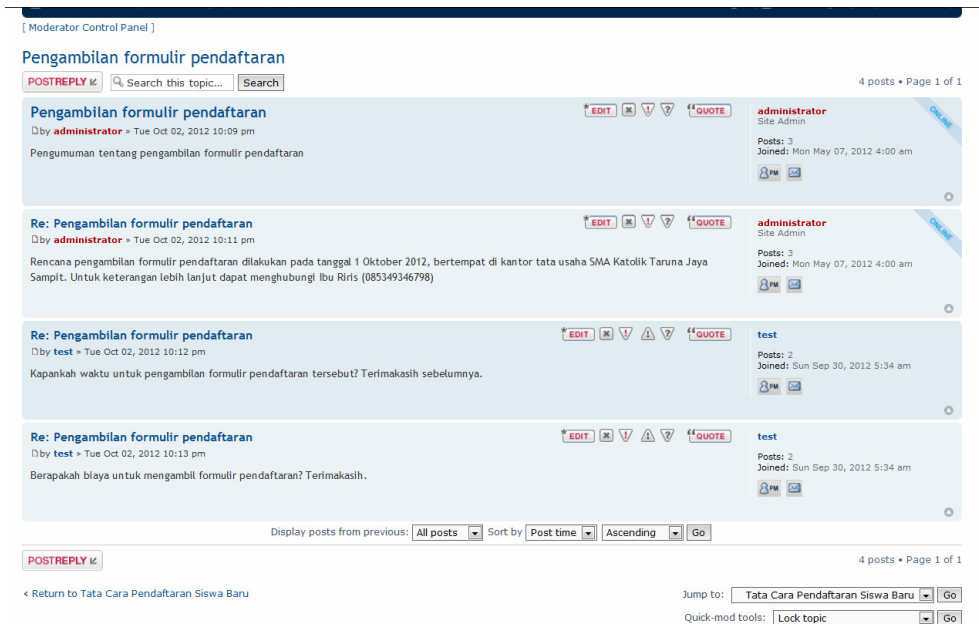 [ Moderator Control Panel ]
Pengambilan formulir pendaftaran
POSTREPLY Search this topic... Search 4 posts • Page 1 of 1
Pengambilan formulir pendaftaran * EDIT X ! ? “ QUOTE administrator ONLINE
by administrator » Tue Oct 02, 2012 10:09 pm Site Admin
Pengumuman tentang pengambilan formulir pendaftaran Posts: 3
Joined: Mon May 07, 2012 4:00 am
PM
Re: Pengambilan formulir pendaftaran * EDIT X ! ? “ QUOTE administrator ONLINE
by administrator » Tue Oct 02, 2012 10:11 pm Site Admin
Rencana pengambilan formulir pendaftaran dilakukan pada tanggal 1 Oktober 2012, bertempat di kantor tata usaha SMA Katolik Taruna Jaya Posts: 3
Sampit. Untuk keterangan lebih lanjut dapat menghubungi Ibu Riris (085349346798) Joined: Mon May 07, 2012 4:00 am
PM
Re: Pengambilan formulir pendaftaran * EDIT X ! ! ? “ QUOTE test
by test » Tue Oct 02, 2012 10:12 pm Posts: 2
Kapankah waktu untuk pengambilan formulir pendaftaran tersebut? Terimakasih sebelumnya. Joined: Sun Sep 30, 2012 5:34 am
PM
Re: Pengambilan formulir pendaftaran * EDIT X ! ! ? “ QUOTE test
by test » Tue Oct 02, 2012 10:13 pm Posts: 2
Berapakah biaya untuk mengambil formulir pendaftaran? Terimakasih. Joined: Sun Sep 30, 2012 5:34 am
PM
Display posts from previous: All posts Sort by Post time Ascending Go
POSTREPLY 4 posts • Page 1 of 1
‹ Return to Tata Cara Pendaftaran Siswa Baru Jump to: Tata Cara Pendaftaran Siswa Baru Go
Quick-mod tools: Lock topic Go